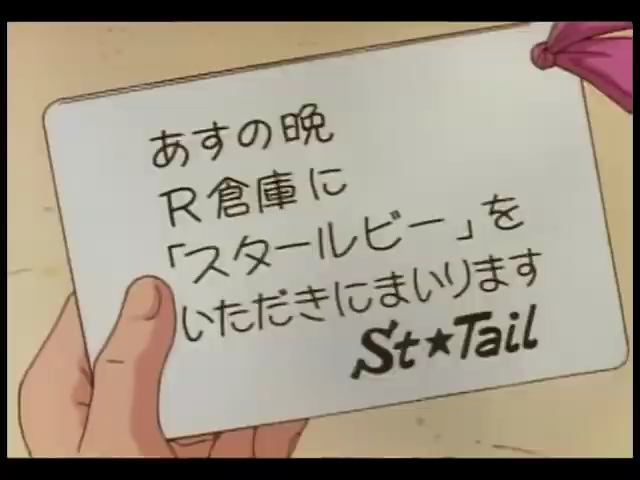 あすの晩
R倉庫に
「スタールビー」を
いただきにまいります
St★Tail